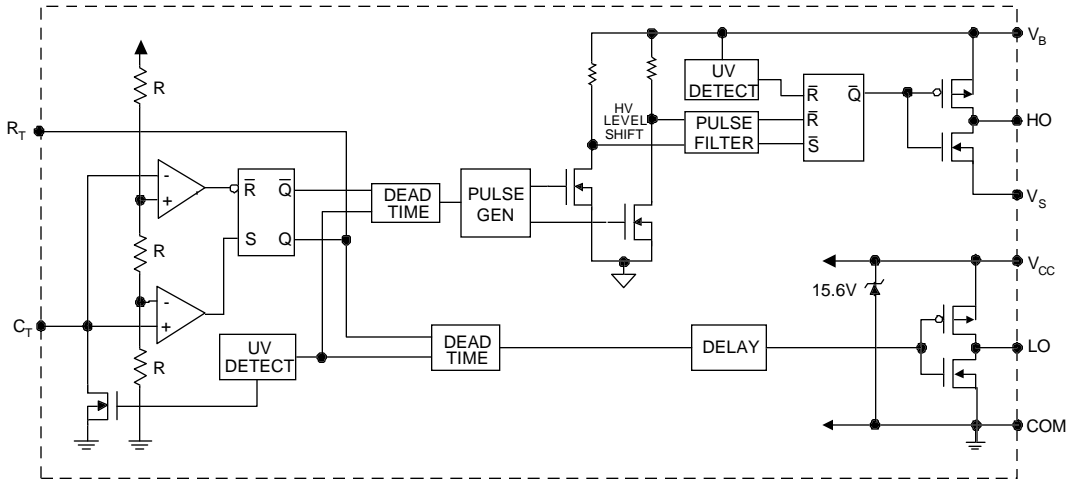 V_B
R
UV
DETECT
HV
LEVEL
SHIFT
R̅
Q̅
R_T
R̅
PULSE
FILTER
S̅
HO
-
+
R̅
Q̅
DEAD
TIME
PULSE
GEN
V_S
R
S
Q
V_CC
15.6V
-
+
C_T
R
UV
DETECT
DEAD
TIME
DELAY
LO
COM